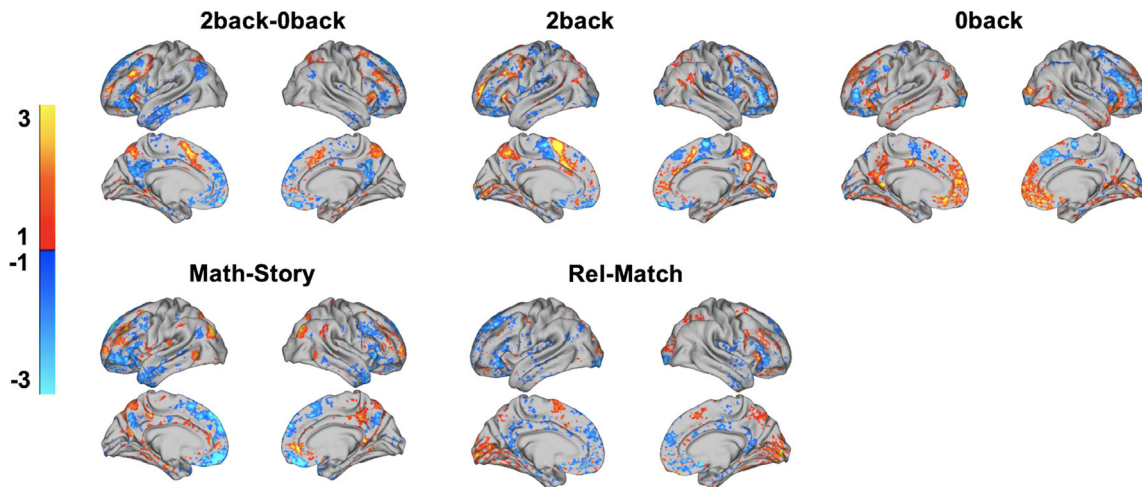 2back-0back
2back
0back
3
1
-1
-3
Math-Story
Rel-Match